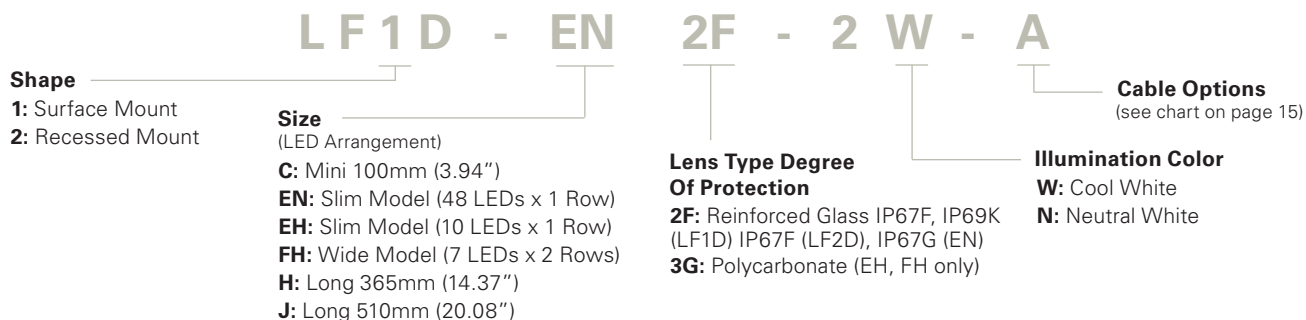 LF1D - EN 2F - 2W - A
Shape
1: Surface Mount
2: Recessed Mount
Size
(LED Arrangement)
C: Mini 100mm (3.94”)
EN: Slim Model (48 LEDs x 1 Row)
EH: Slim Model (10 LEDs x 1 Row)
FH: Wide Model (7 LEDs x 2 Rows)
H: Long 365mm (14.37”)
J: Long 510mm (20.08”)
Lens Type Degree
Of Protection
2F: Reinforced Glass IP67F, IP69K
(LF1D) IP67F (LF2D), IP67G (EN)
3G: Polycarbonate (EH, FH only)
Illumination Color
W: Cool White
N: Neutral White
Cable Options
(see chart on page 15)